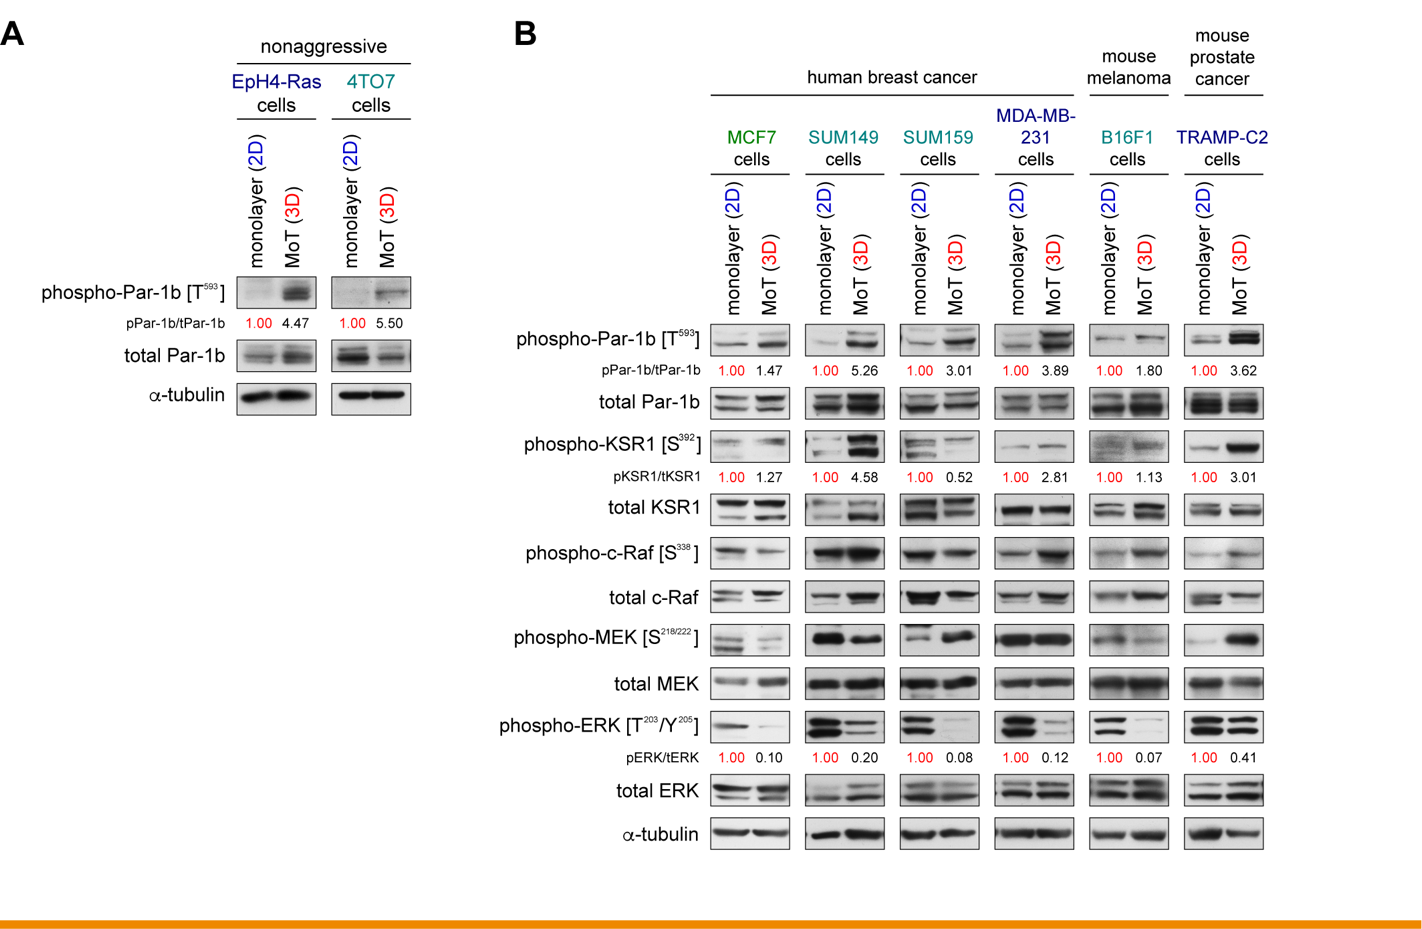 A
nonaggressive
EpH4-Ras
cells
4TO7
cells
monolayer (2D)
MoT (3D)
monolayer (2D)
MoT (3D)
phospho-Par-1b [T593]
pPar-1b/tPar-1b 1.00 4.47 1.00 5.50
total Par-1b
α-tubulin
B
human breast cancer
mouse
melanoma
mouse
prostate
cancer
MCF7
cells
SUM149
cells
SUM159
cells
MDA-MB-
231
cells
B16F1
cells
TRAMP-C2
cells
monolayer (2D)
MoT (3D)
monolayer (2D)
MoT (3D)
monolayer (2D)
MoT (3D)
monolayer (2D)
MoT (3D)
monolayer (2D)
MoT (3D)
monolayer (2D)
MoT (3D)
phospho-Par-1b [T593]
pPar-1b/tPar-1b 1.00 1.47 1.00 5.26 1.00 3.01 1.00 3.89 1.00 1.80 1.00 3.62
total Par-1b
phospho-KSR1 [S392]
pKSR1/tKSR1 1.00 1.27 1.00 4.58 1.00 0.52 1.00 2.81 1.00 1.13 1.00 3.01
total KSR1
phospho-c-Raf [S338]
total c-Raf
phospho-MEK [S218/222]
total MEK
phospho-ERK [T203/Y205]
pERK/tERK 1.00 0.10 1.00 0.20 1.00 0.08 1.00 0.12 1.00 0.07 1.00 0.41
total ERK
α-tubulin